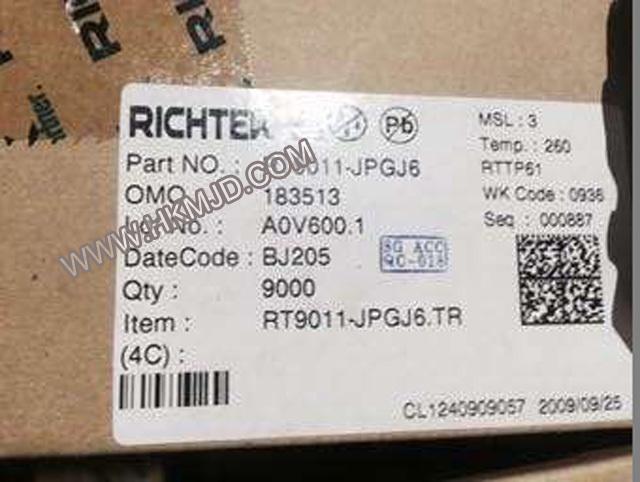 RICHTEK
Pb
MSL : 3
Temp. : 260
RTTP61
WK Code : 0936
Seq : 000887
Part NO. : 9011-JPGJ6
OMO 183513
No. : A0V600.1
DateCode : BJ205
SG ACC
QC-018
Qty : 9000
Item : RT9011-JPGJ6.TR
(4C) :
CL1240909057 2009/09/25
WWW.HKMJD.COM